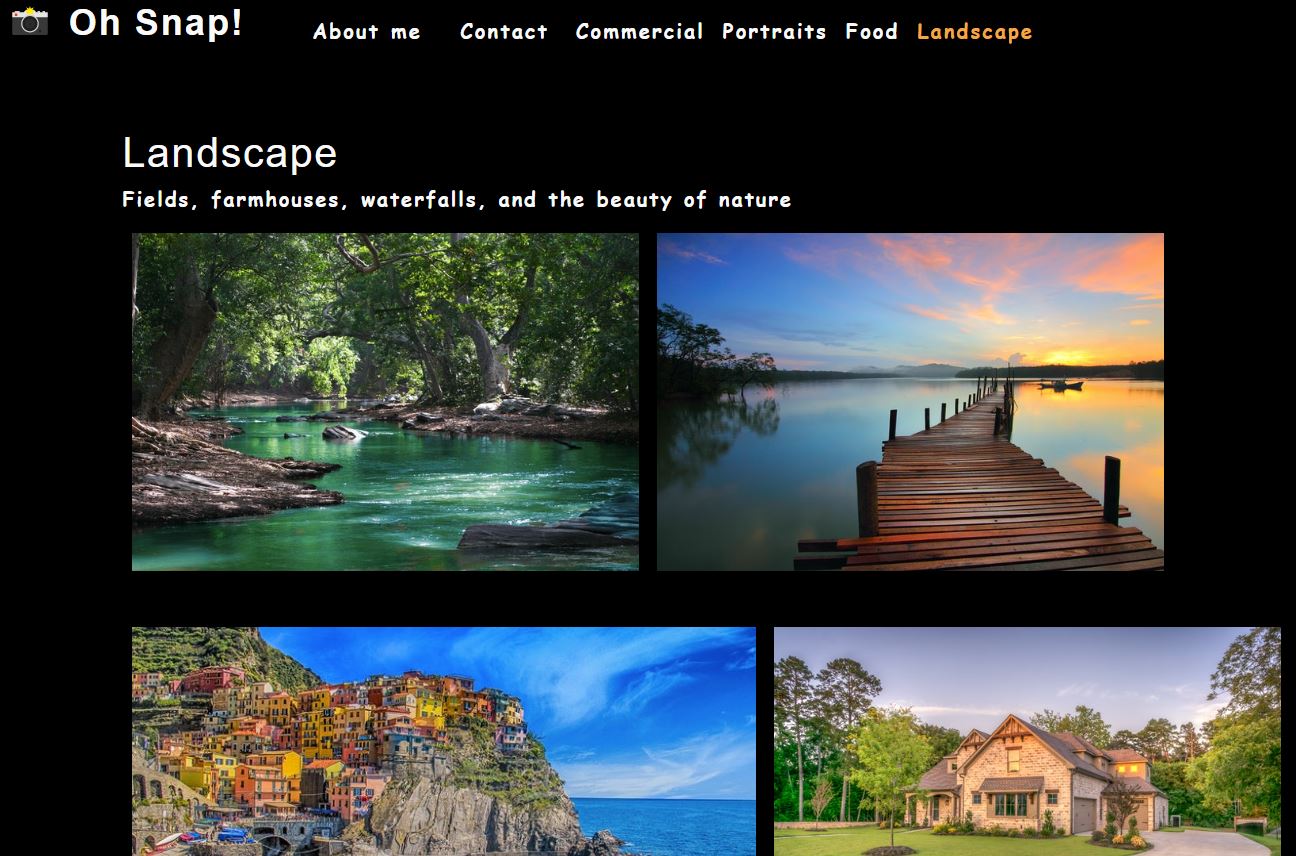 Oh Snap!
About me Contact Commercial Portraits Food Landscape
Landscape
Fields, farmhouses, waterfalls, and the beauty of nature